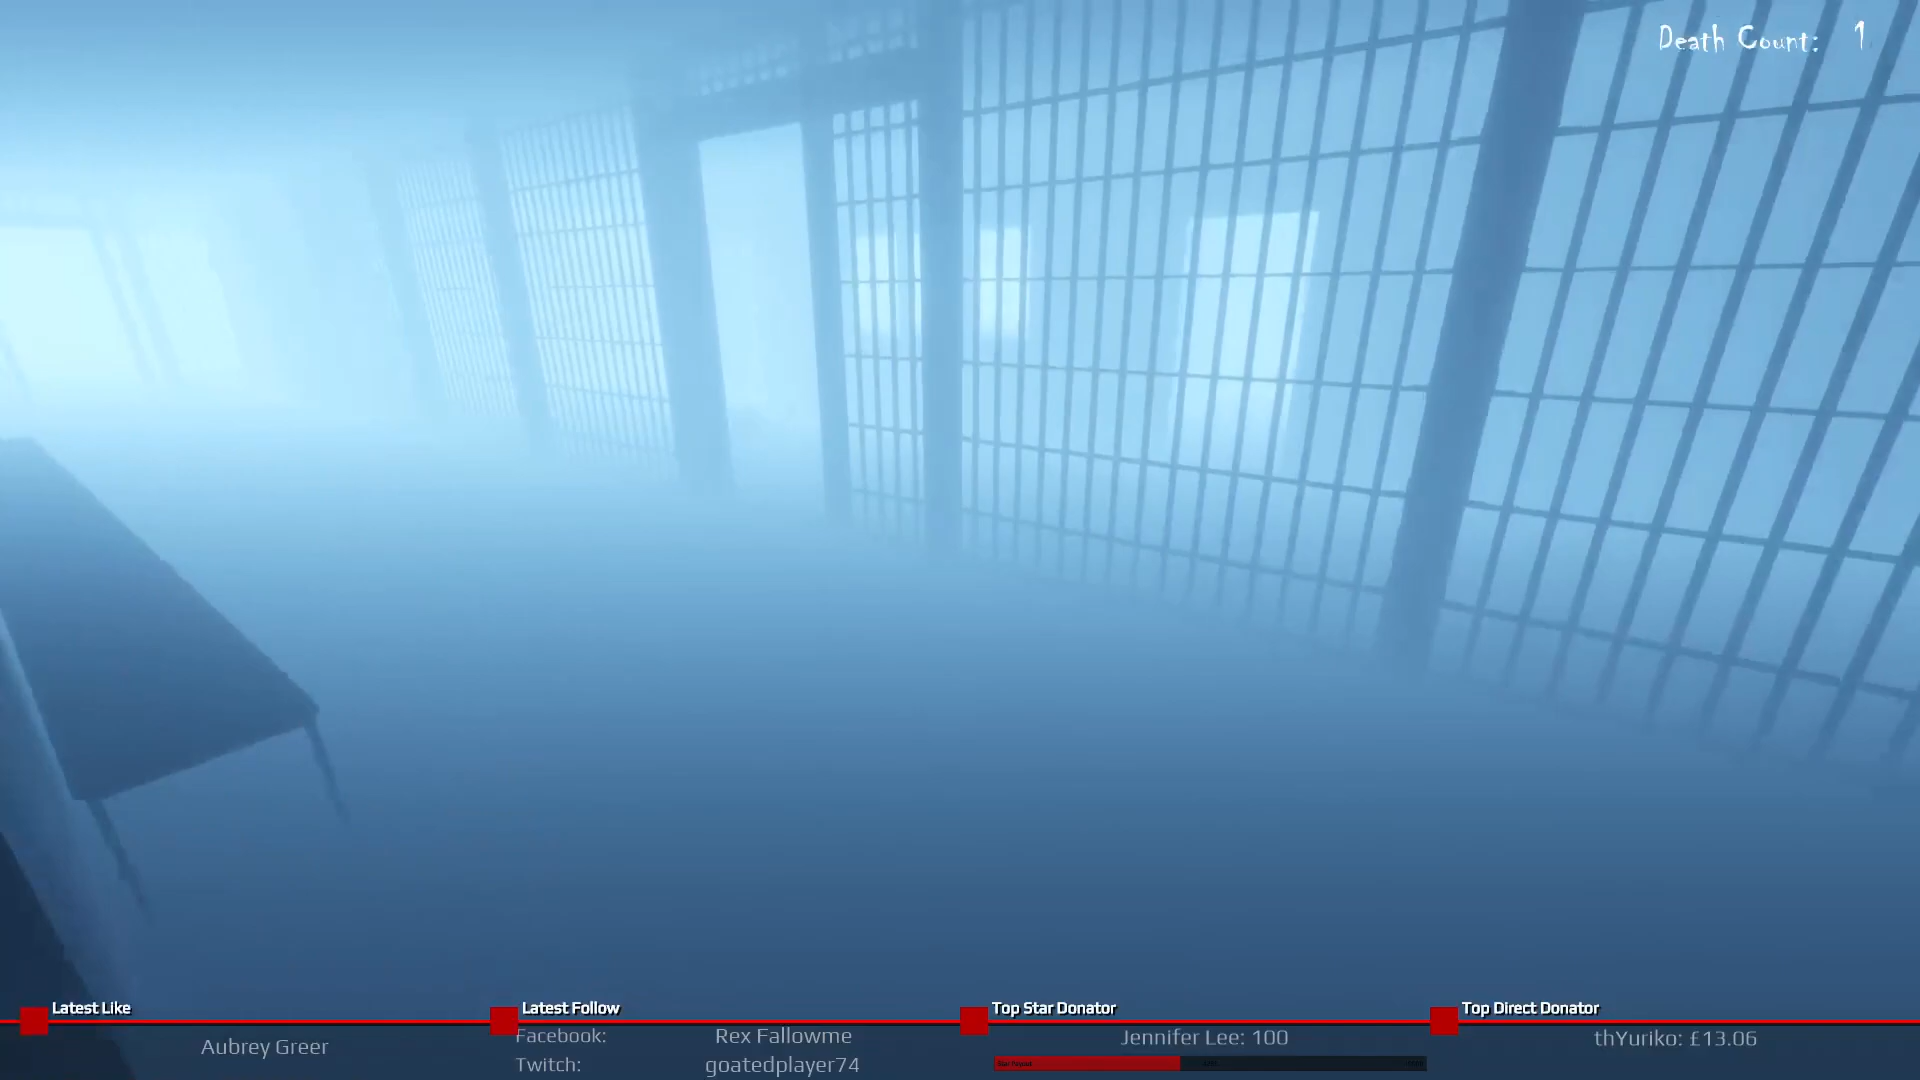 Death Count: 1
Latest Like
Aubrey Greer
Latest Follow
Facebook: Rex Fallowme
Twitch: goatedplayer74
Top Star Donator
Jennifer Lee: 100
Top Direct Donator
thYuriko: £13.06